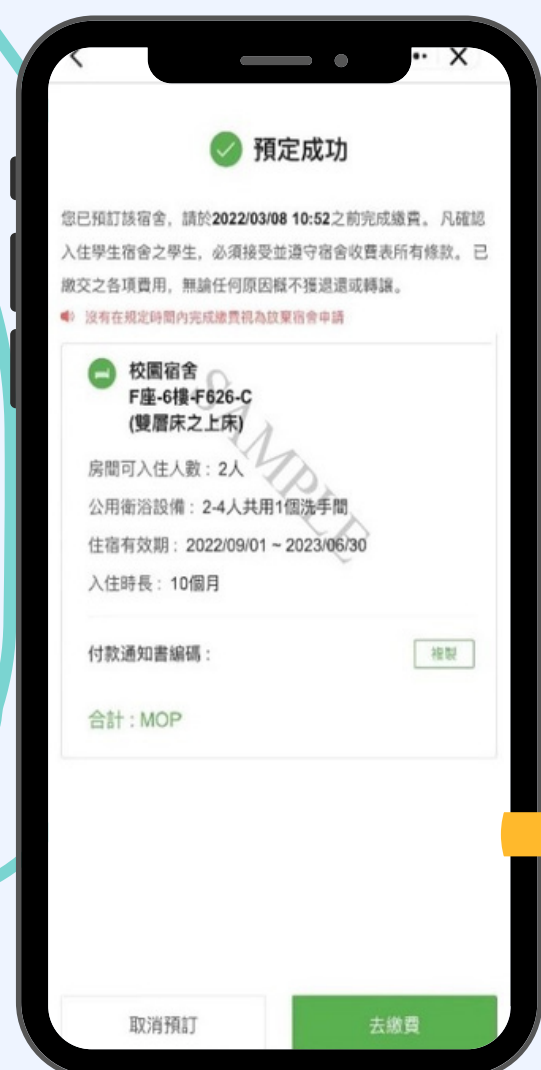 預定成功
您已預訂該宿舍，請於2022/03/08 10:52之前完成繳費。凡確認
入住學生宿舍之學生，必須接受並遵守宿舍收費表所有條款。已
繳交之各項費用，無論任何原因概不獲退還或轉讓。
沒有在規定時間內完成繳費視為放棄宿舍申請
校園宿舍
F座-6樓-F626-C
(雙層床之上床)
房間可入住人數：2人
公用衛浴設備：2-4人共用1個洗手間
住宿有效期：2022/09/01 ~ 2023/06/30
入住時長：10個月
SAMPLE
付款通知書編碼：
複製
合計：MOP
取消預訂
去繳費